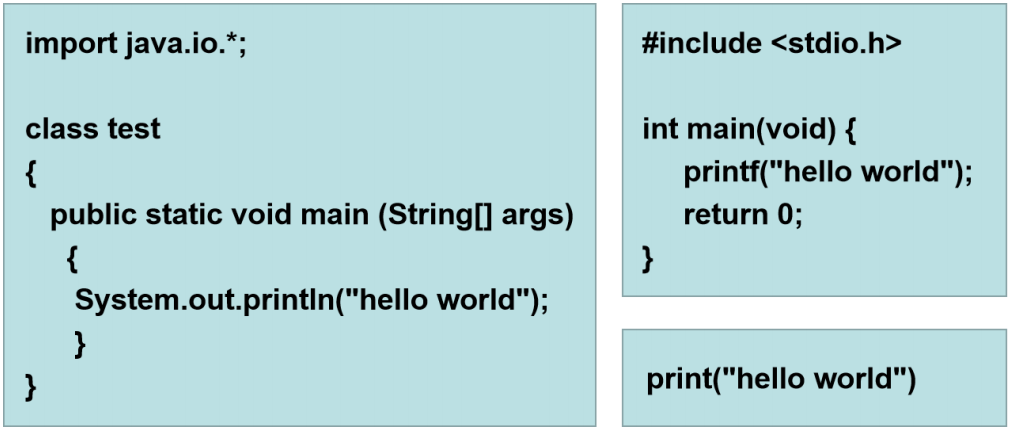 import java.io.*;
class test
{
public static void main (String[] args)
{
System.out.println("hello world");
}
}
#include <stdio.h>
int main(void) {
printf("hello world");
return 0;
}
print("hello world")